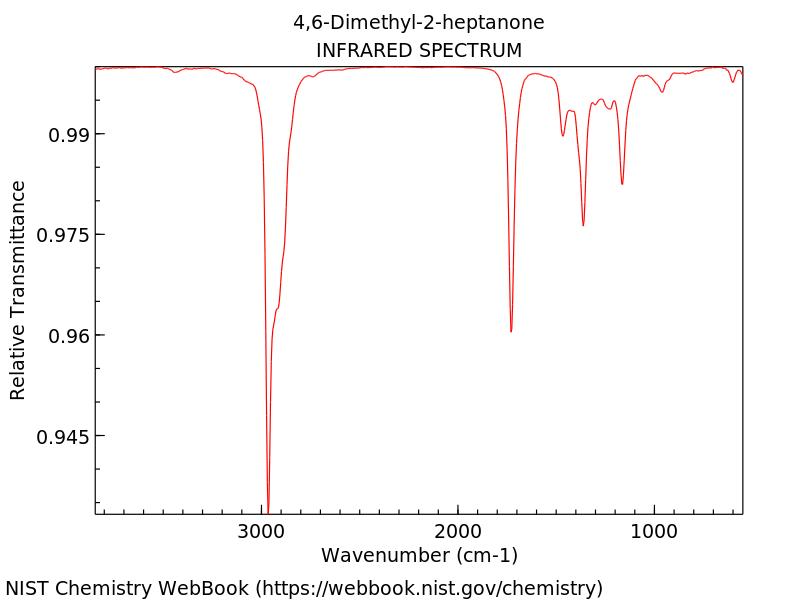 4,6-Dimethyl-2-heptanone
INFRARED SPECTRUM
Relative Transmittance
0.99
0.975
0.96
0.945
3000
2000
1000
Wavenumber (cm-1)
NIST Chemistry WebBook (https://webbook.nist.gov/chemistry)